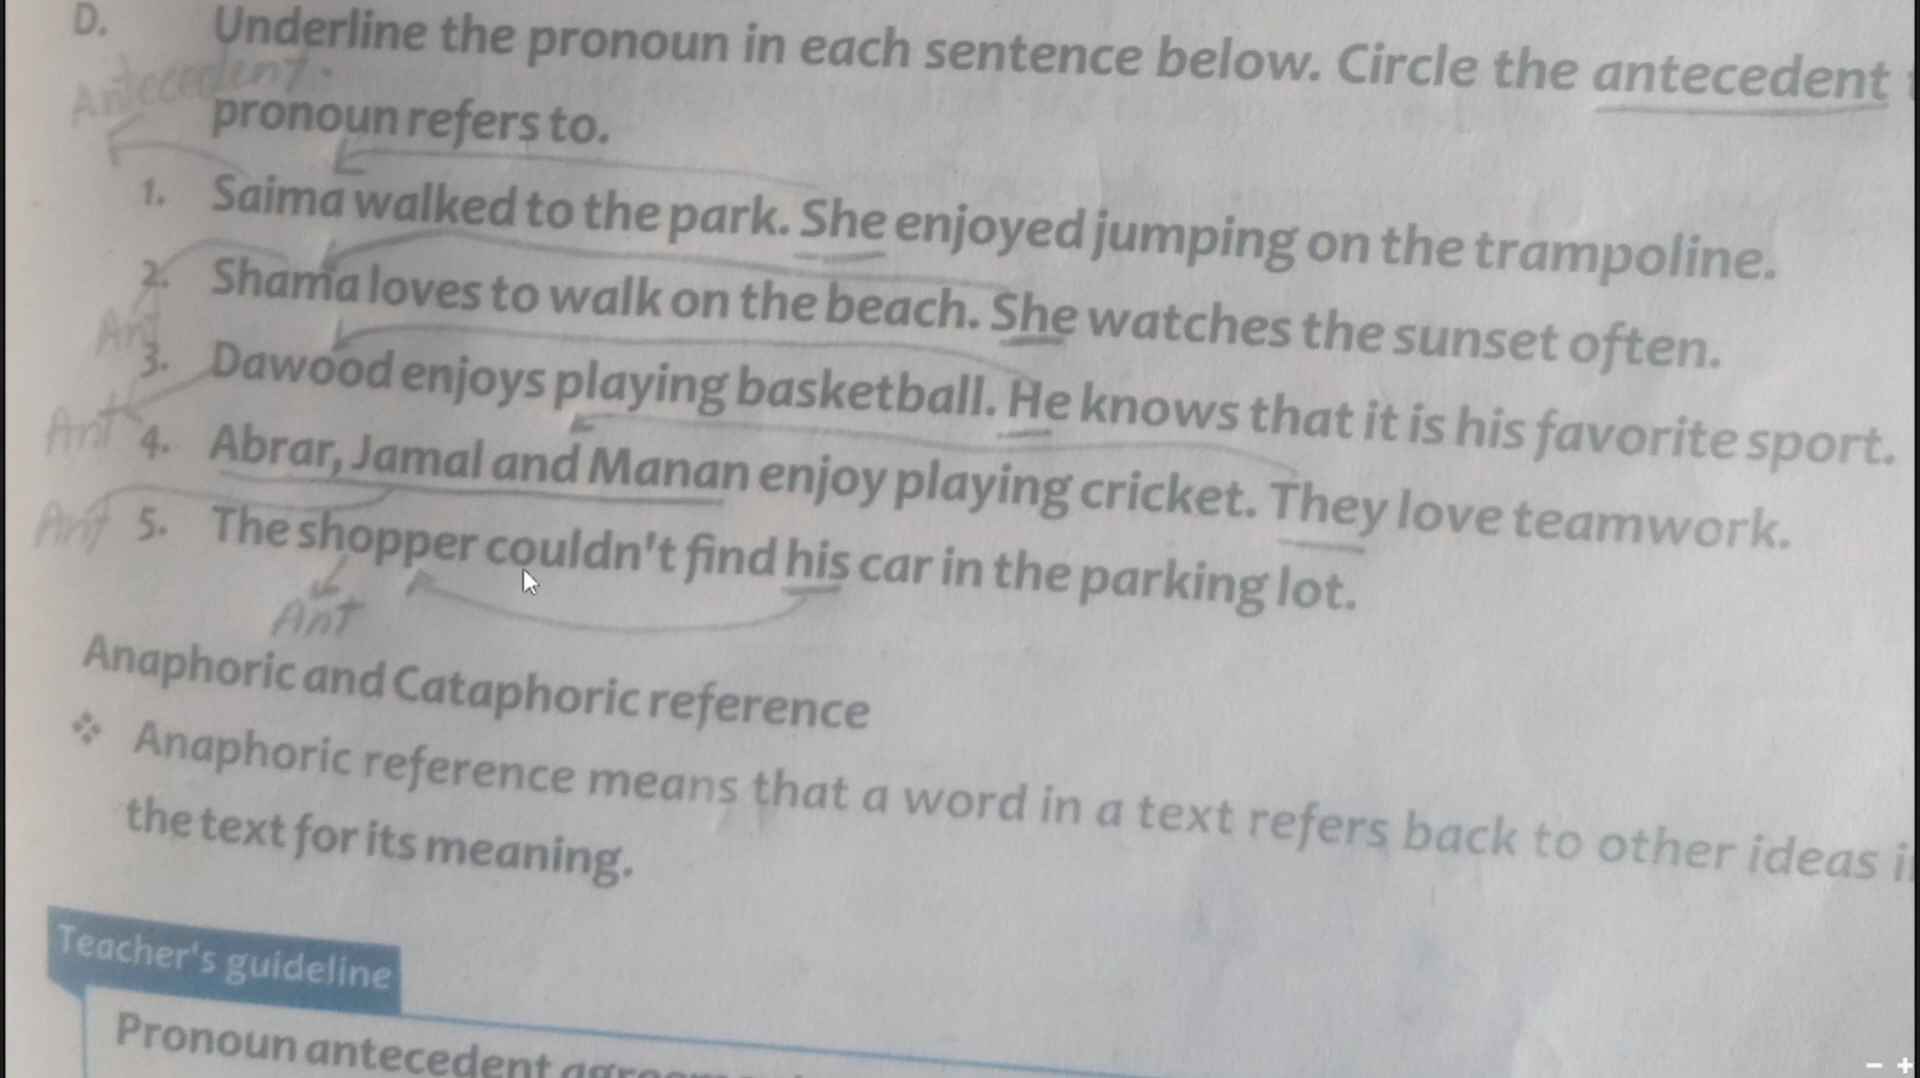 D. Underline the pronoun in each sentence below. Circle the antecedent
Antecedent.
pronoun refers to.
1. Saima walked to the park. She enjoyed jumping on the trampoline.
2. Shama loves to walk on the beach. She watches the sunset often.
Ant
3. Dawood enjoys playing basketball. He knows that it is his favorite sport.
Ant
4. Abrar, Jamal and Manan enjoy playing cricket. They love teamwork.
Ant
5. The shopper couldn't find his car in the parking lot.
Ant
Anaphoric and Cataphoric reference
❖ Anaphoric reference means that a word in a text refers back to other ideas
the text for its meaning.
Teacher's guideline
Pronoun antecedent